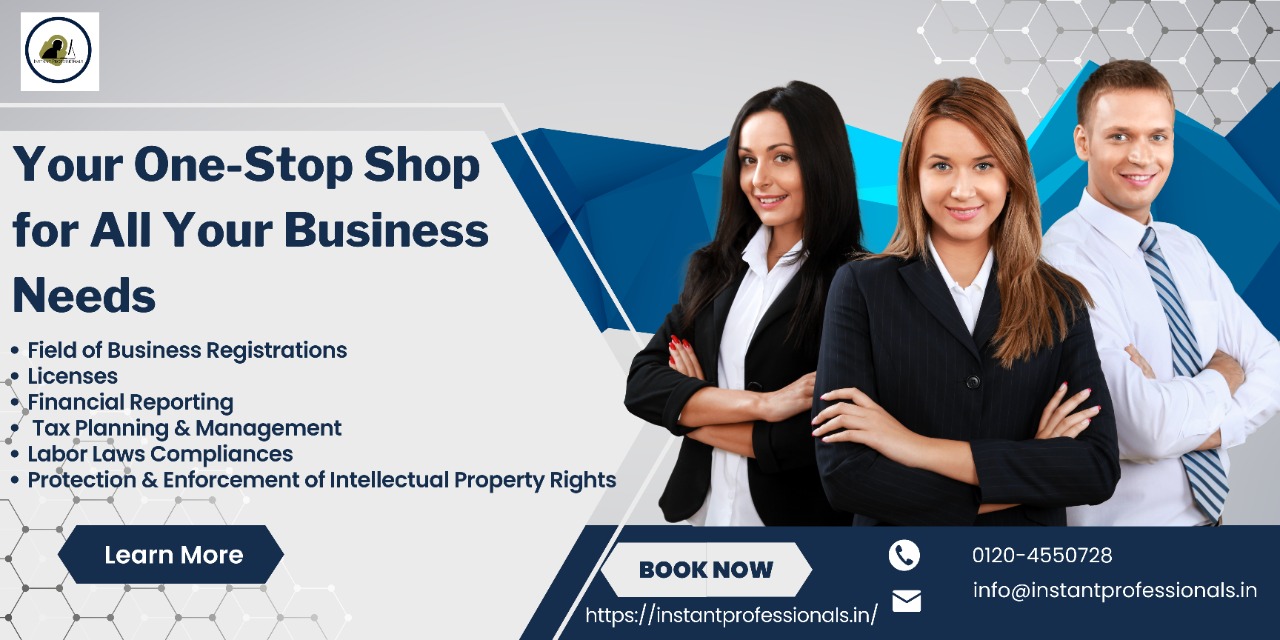 INSTANT PROFESSIONALS
Your One-Stop Shop
for All Your Business
Needs
• Field of Business Registrations
• Licenses
• Financial Reporting
• Tax Planning & Management
• Labor Laws Compliances
• Protection & Enforcement of Intellectual Property Rights
Learn More
BOOK NOW
https://instantprofessionals.in/
0120-4550728
info@instantprofessionals.in